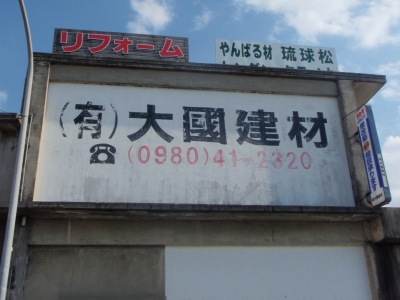 リフォーム
やんばる材 琉球松
(有)大國建材
☎(0980)41-2320